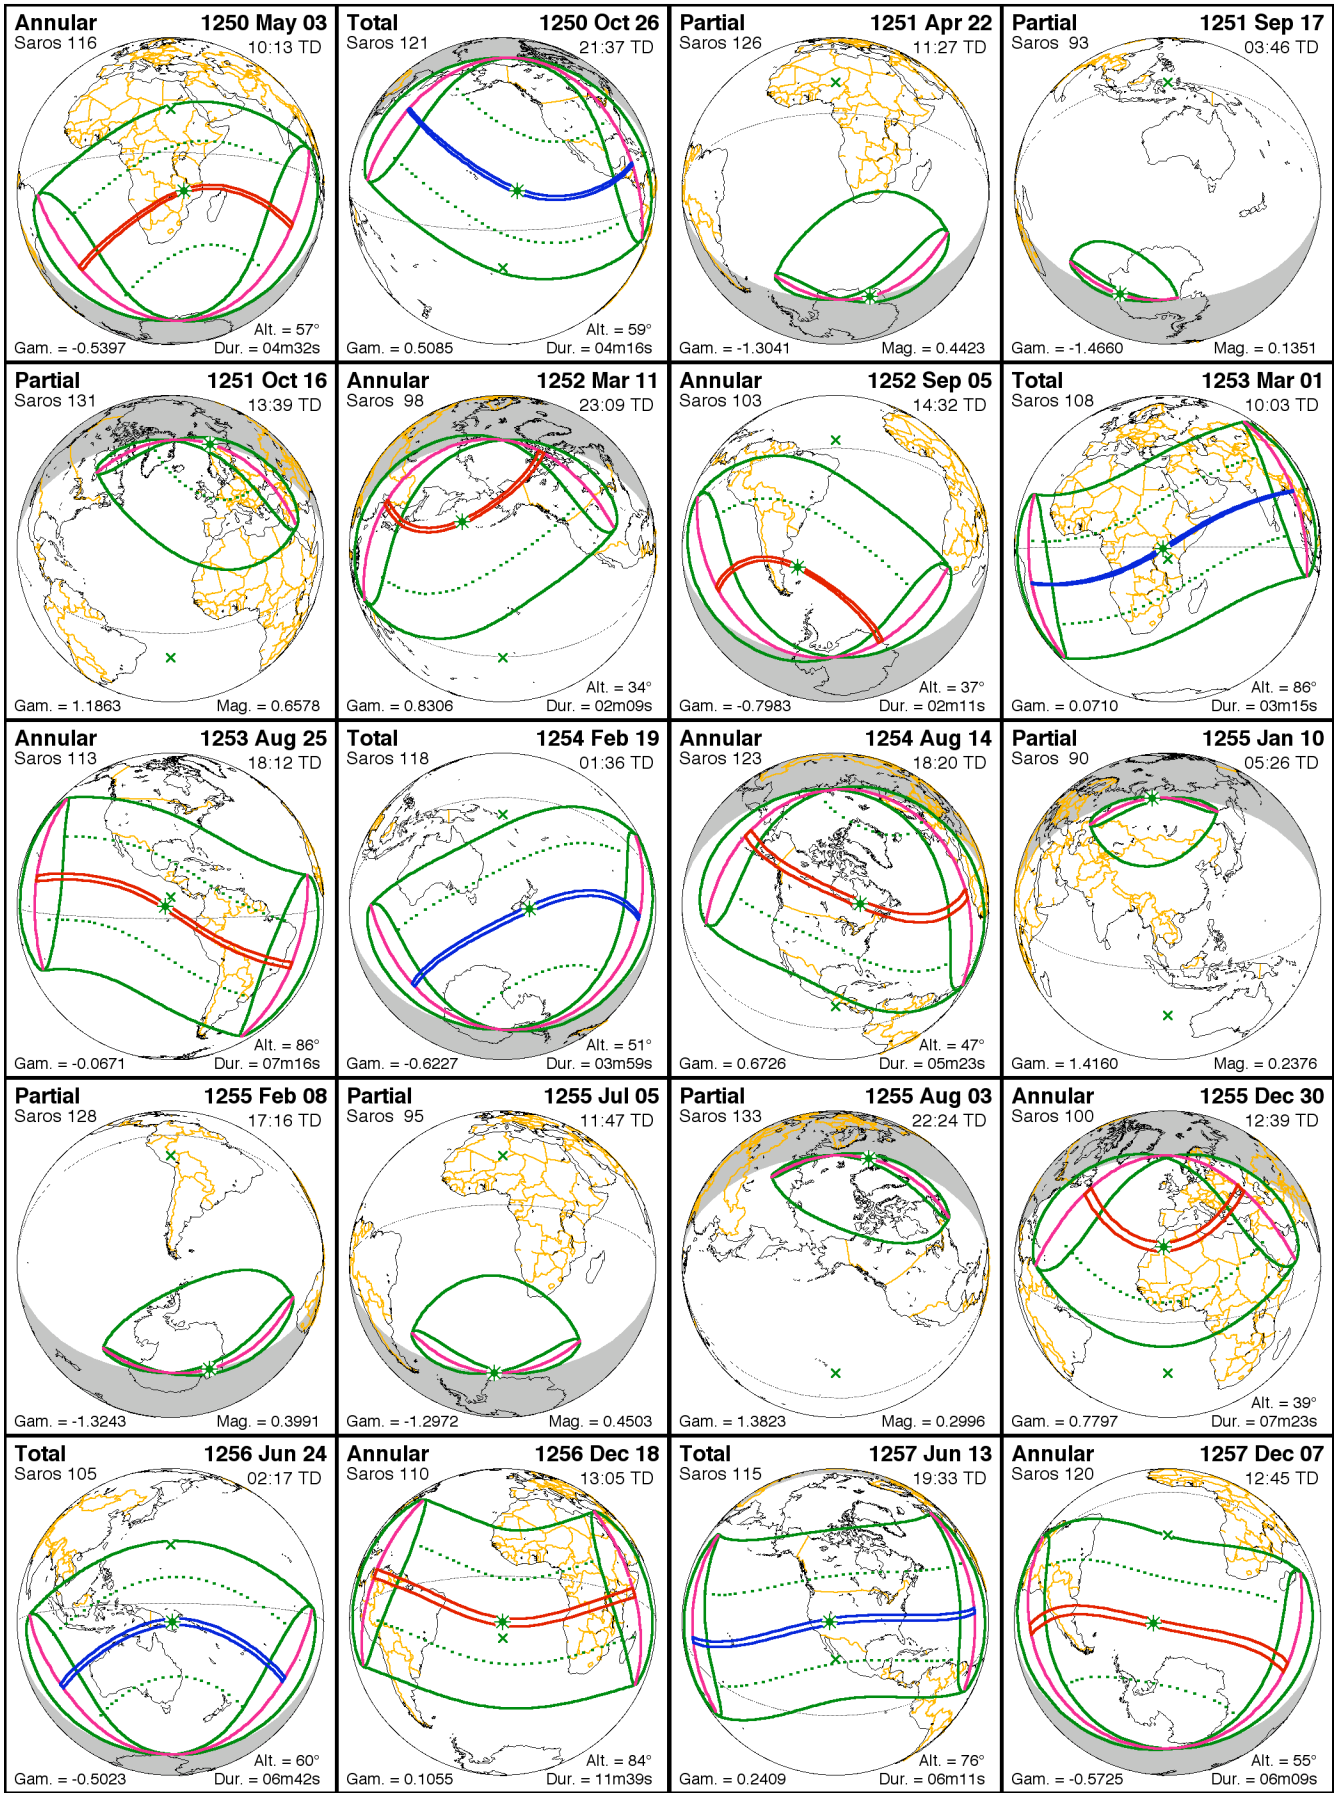 Annular 1250 May 03
Saros 116 10:13 TD
Alt. = 57°
Gam. = -0.5397 Dur. = 04m32s
Total 1250 Oct 26
Saros 121 21:37 TD
Alt. = 59°
Gam. = 0.5085 Dur. = 04m16s
Partial 1251 Apr 22
Saros 126 11:27 TD
Gam. = -1.3041 Mag. = 0.4423
Partial 1251 Sep 17
Saros 93 03:46 TD
Gam. = -1.4660 Mag. = 0.1351
Partial 1251 Oct 16
Saros 131 13:39 TD
Gam. = 1.1863 Mag. = 0.6578
Annular 1252 Mar 11
Saros 98 23:09 TD
Alt. = 34°
Gam. = 0.8306 Dur. = 02m09s
Annular 1252 Sep 05
Saros 103 14:32 TD
Alt. = 37°
Gam. = -0.7983 Dur. = 02m11s
Total 1253 Mar 01
Saros 108 10:03 TD
Alt. = 86°
Gam. = 0.0710 Dur. = 03m15s
Annular 1253 Aug 25
Saros 113 18:12 TD
Alt. = 86°
Gam. = -0.0671 Dur. = 07m16s
Total 1254 Feb 19
Saros 118 01:36 TD
Alt. = 51°
Gam. = -0.6227 Dur. = 03m59s
Annular 1254 Aug 14
Saros 123 18:20 TD
Alt. = 47°
Gam. = 0.6726 Dur. = 05m23s
Partial 1255 Jan 10
Saros 90 05:26 TD
Gam. = 1.4160 Mag. = 0.2376
Partial 1255 Feb 08
Saros 128 17:16 TD
Gam. = -1.3243 Mag. = 0.3991
Partial 1255 Jul 05
Saros 95 11:47 TD
Gam. = -1.2972 Mag. = 0.4503
Partial 1255 Aug 03
Saros 133 22:24 TD
Gam. = 1.3823 Mag. = 0.2996
Annular 1255 Dec 30
Saros 100 12:39 TD
Alt. = 39°
Gam. = 0.7797 Dur. = 07m23s
Total 1256 Jun 24
Saros 105 02:17 TD
Alt. = 60°
Gam. = -0.5023 Dur. = 06m42s
Annular 1256 Dec 18
Saros 110 13:05 TD
Alt. = 84°
Gam. = 0.1055 Dur. = 11m39s
Total 1257 Jun 13
Saros 115 19:33 TD
Alt. = 76°
Gam. = 0.2409 Dur. = 06m11s
Annular 1257 Dec 07
Saros 120 12:45 TD
Alt. = 55°
Gam. = -0.5725 Dur. = 06m09s